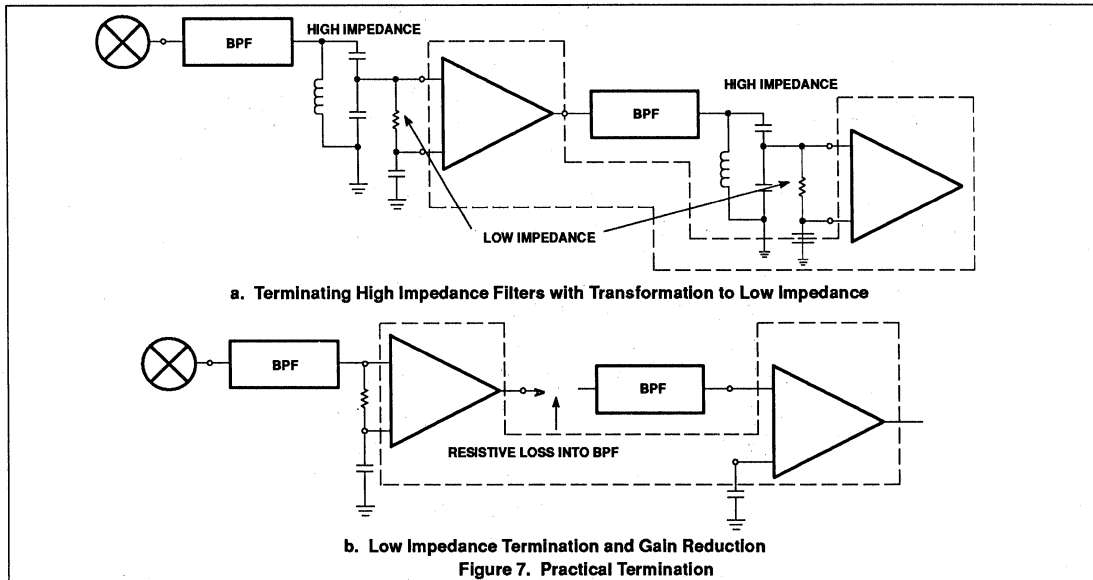 HIGH IMPEDANCE
BPF
HIGH IMPEDANCE
BPF
LOW IMPEDANCE
a. Terminating High Impedance Filters with Transformation to Low Impedance
BPF
BPF
RESISTIVE LOSS INTO BPF
b. Low Impedance Termination and Gain Reduction
Figure 7. Practical Termination